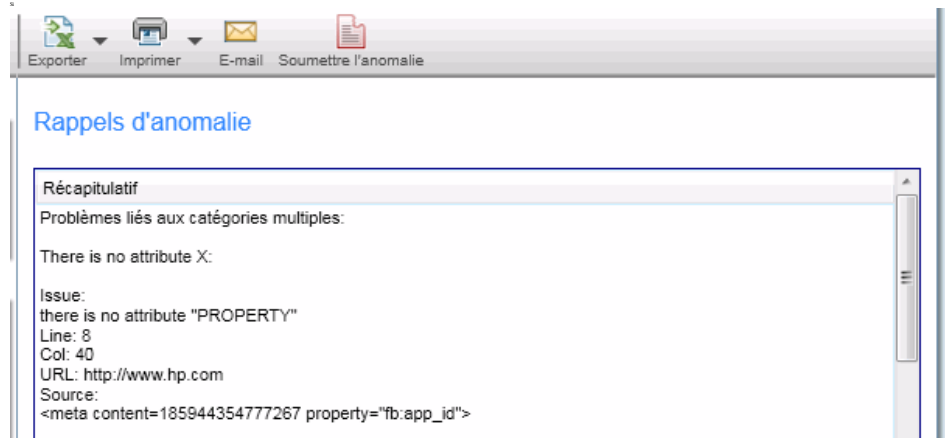 Exporter Imprimer E-mail Soumettre l'anomalie
Rappels d'anomalie
Récapitulatif
Problèmes liés aux catégories multiples:
There is no attribute X:
Issue:
there is no attribute "PROPERTY"
Line: 8
Col: 40
URL: http://www.hp.com
Source:
<meta content=185944354777267 property="fb:app_id">